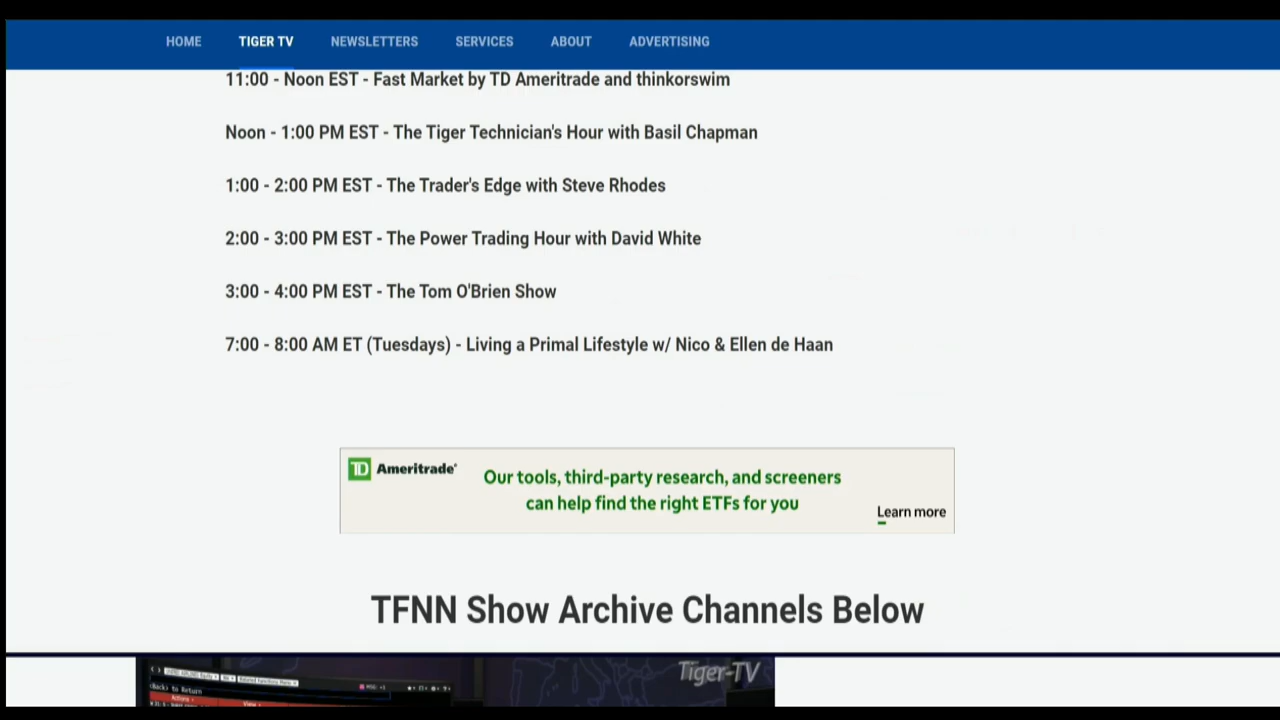 HOME TIGER TV NEWSLETTERS SERVICES ABOUT ADVERTISING
11:00 - Noon EST - Fast Market by TD Ameritrade and thinkorswim
Noon - 1:00 PM EST - The Tiger Technician's Hour with Basil Chapman
1:00 - 2:00 PM EST - The Trader's Edge with Steve Rhodes
2:00 - 3:00 PM EST - The Power Trading Hour with David White
3:00 - 4:00 PM EST - The Tom O'Brien Show
7:00 - 8:00 AM ET (Tuesdays) - Living a Primal Lifestyle w/ Nico & Ellen de Haan
TD Ameritrade
Our tools, third-party research, and screeners
can help find the right ETFs for you
Learn more
TFNN Show Archive Channels Below
Tiger-TV
to Return